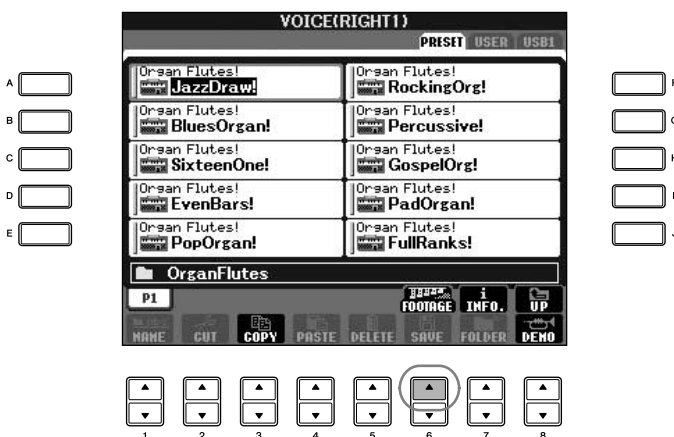 VOICE(RIGHT1)
PRESET USER USB1
A
Organ Flutes!
JazzDraw!
Organ Flutes!
RockingOrg!
B
Organ Flutes!
BluesOrgan!
Organ Flutes!
Percussive!
C
Organ Flutes!
SixteenOne!
Organ Flutes!
GospelOrg!
D
Organ Flutes!
EvenBars!
Organ Flutes!
PadOrgan!
E
Organ Flutes!
PopOrgan!
Organ Flutes!
FullRanks!
OrganFlutes
P1
FOOTAGE INFO. UP
NAME CUT COPY PASTE DELETE SAVE FOLDER DEMO
1 2 3 4 5 6 7 8